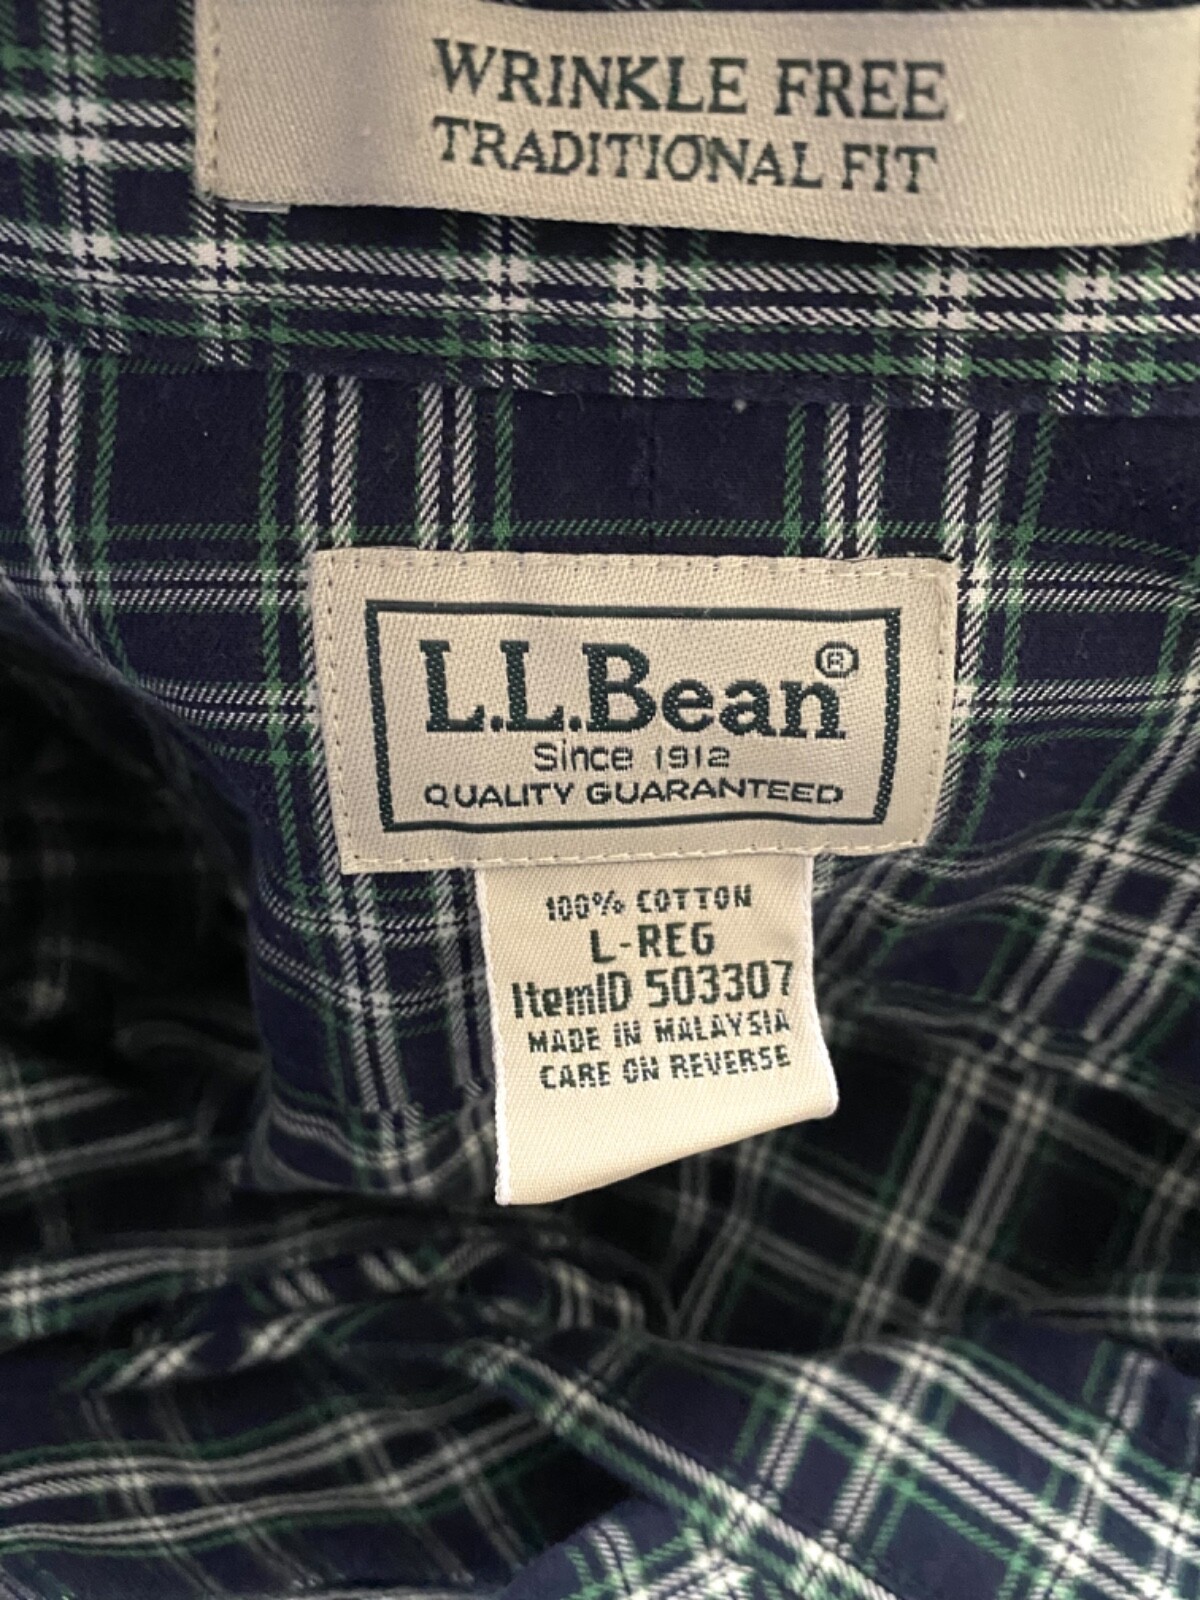 WRINKLE FREE
TRADITIONAL FIT
L.L.Bean®
Since 1912
QUALITY GUARANTEED
100% COTTON
L-REG
ItemID 503307
MADE IN MALAYSIA
CARE ON REVERSE